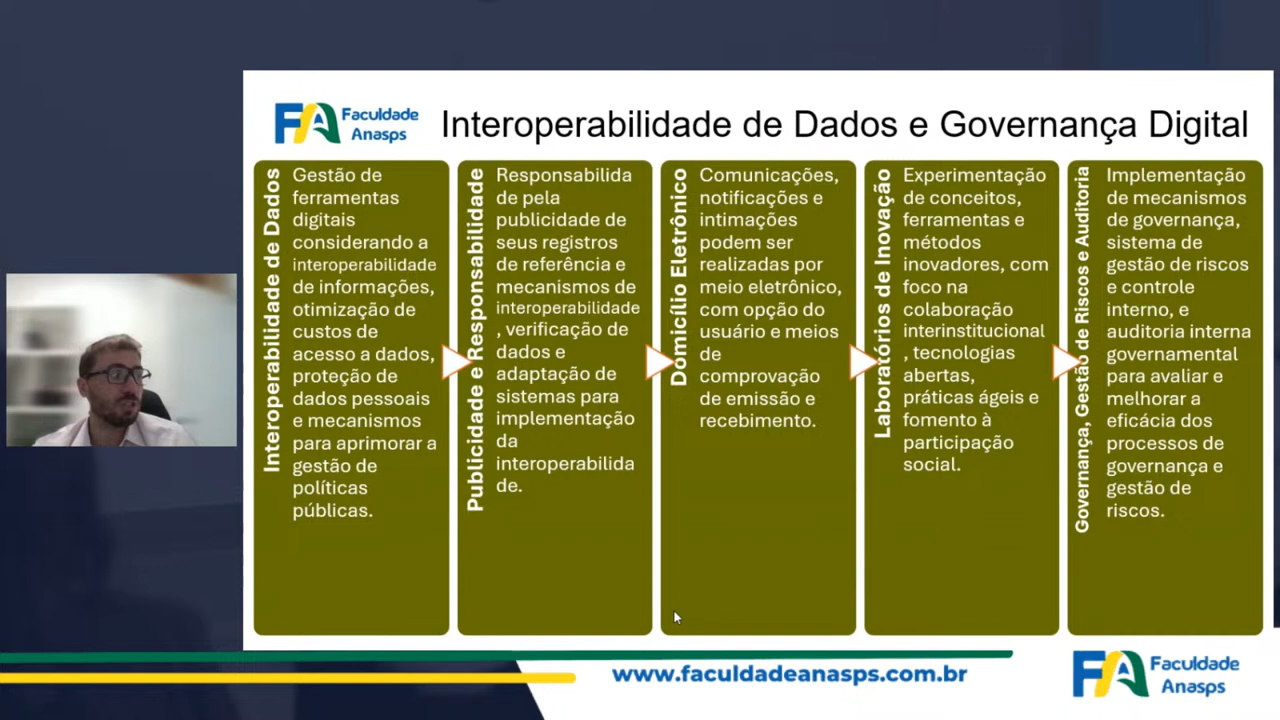 FA Faculdade
Anasps
Interoperabilidade de Dados e Governança Digital
Interoperabilidade de Dados
Gestão de
ferramentas
digitais
considerando a
interoperabilidade
de informações,
otimização de
custos de
acesso a dados,
proteção de
dados pessoais
e mecanismos
para aprimorar a
gestão de
políticas
públicas.
Publicidade e Responsabilidade
Responsabilida
de pela
publicidade de
seus registros
de referência e
mecanismos de
interoperabilidade
, verificação de
dados e
adaptação de
sistemas para
implementação
da
interoperabilida
de.
Domicílio Eletrônico
Comunicações,
notificações e
intimações
podem ser
realizadas por
meio eletrônico,
com opção do
usuário e meios
de
comprovação
de emissão e
recebimento.
Laboratórios de Inovação
Experimentação
de conceitos,
ferramentas e
métodos
inovadores, com
foco na
colaboração
interinstitucional
, tecnologias
abertas,
práticas ágeis e
fomento à
participação
social.
Governança, Gestão de Riscos e Auditoria
Implementação
de mecanismos
de governança,
sistema de
gestão de riscos
e controle
interno, e
auditoria interna
governamental
para avaliar e
melhorar a
eficácia dos
processos de
governança e
gestão de
riscos.
www.faculdadeanasps.com.br
FA Faculdade
Anasps